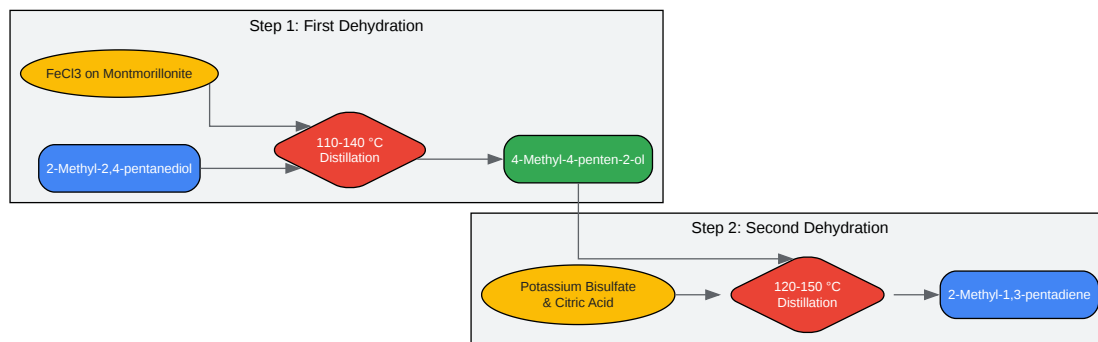 Step 1: First Dehydration
FeCl3 on Montmorillonite
2-Methyl-2,4-pentanediol
110-140 °C
Distillation
4-Methyl-4-penten-2-ol
Step 2: Second Dehydration
Potassium Bisulfate
& Citric Acid
120-150 °C
Distillation
2-Methyl-1,3-pentadiene